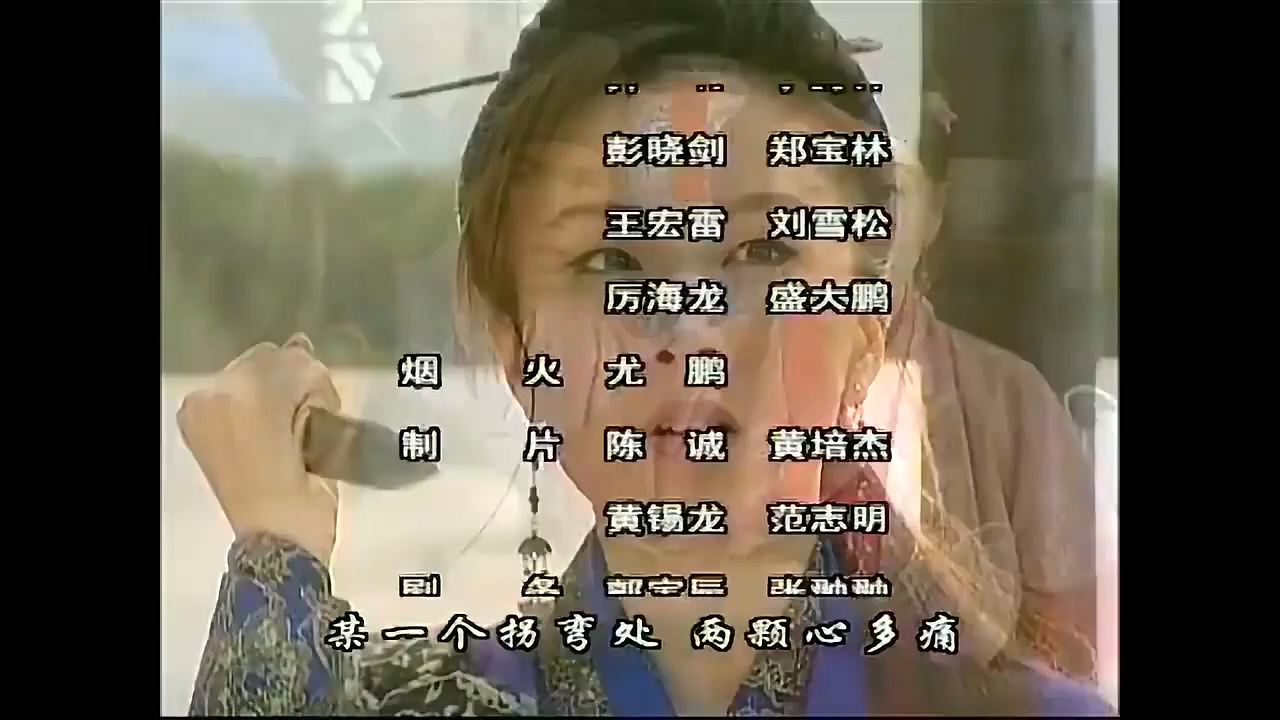 彭晓剑 郑宝林
王宏雷 刘雪松
厉海龙 盛大鹏
烟火 尤鹏
制片 陈诚 黄培杰
黄锡龙 范志明
某一个拐弯处 两颗心多痛